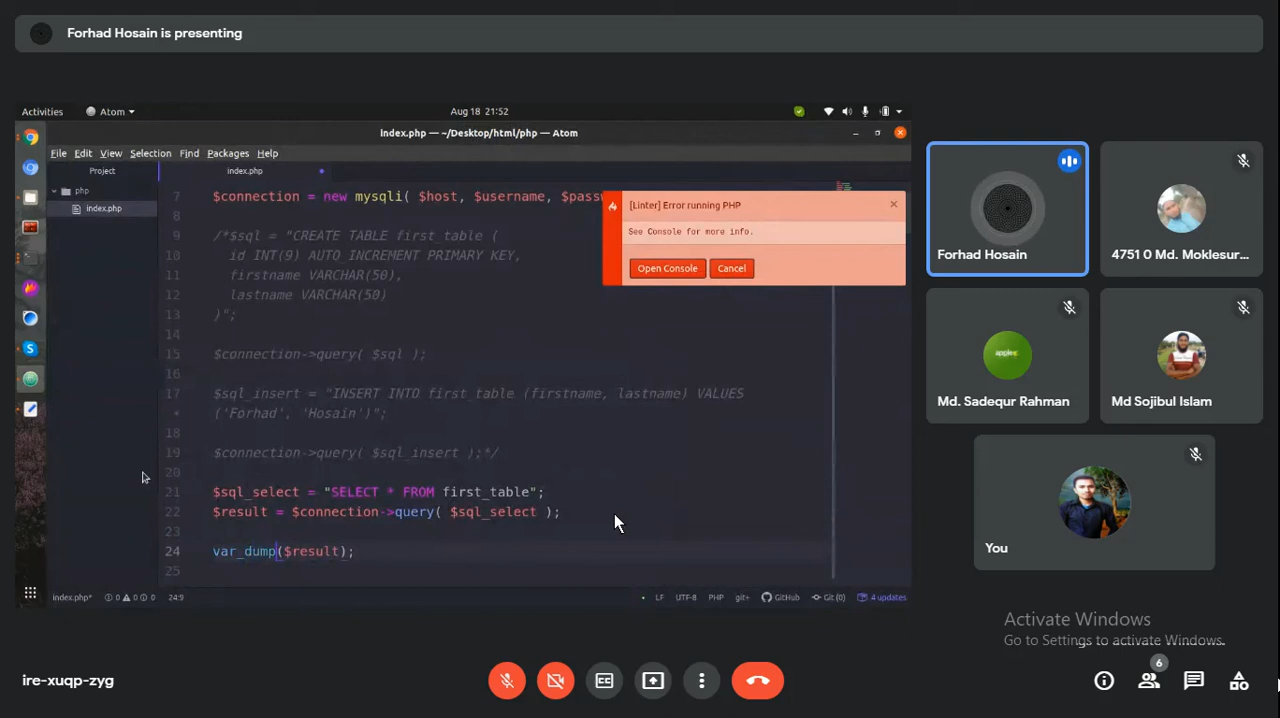 Forhad Hosain is presenting
Activities Atom Aug 18 21:52
index.php — ~/Desktop/html/php — Atom
File Edit View Selection Find Packages Help
Project index.php
php
index.php
7 $connection = new mysqli( $host, $username, $passw
8
9 /*$sql = "CREATE TABLE first_table (
10 id INT(9) AUTO_INCREMENT PRIMARY KEY,
11 firstname VARCHAR(50),
12 lastname VARCHAR(50)
13 )";
14
15 $connection->query( $sql );
16
17 $sql_insert = "INSERT INTO first_table (firstname, lastname) VALUES
• ('Forhad', 'Hosain')";
18
19 $connection->query( $sql_insert );*/
20
21 $sql_select = "SELECT * FROM first_table";
22 $result = $connection->query( $sql_select );
23
24 var_dump($result);
25
[Linter] Error running PHP
See Console for more info.
Open Console Cancel
index.php* 0 0 0 24:9 LF UTF-8 PHP git+ GitHub Git (0) 4 updates
Forhad Hosain
4751 0 Md. Moklesur...
apple
Md. Sadequr Rahman
Md Sojibul Islam
You
Activate Windows
Go to Settings to activate Windows.
ire-xuqp-zyg
CC
6